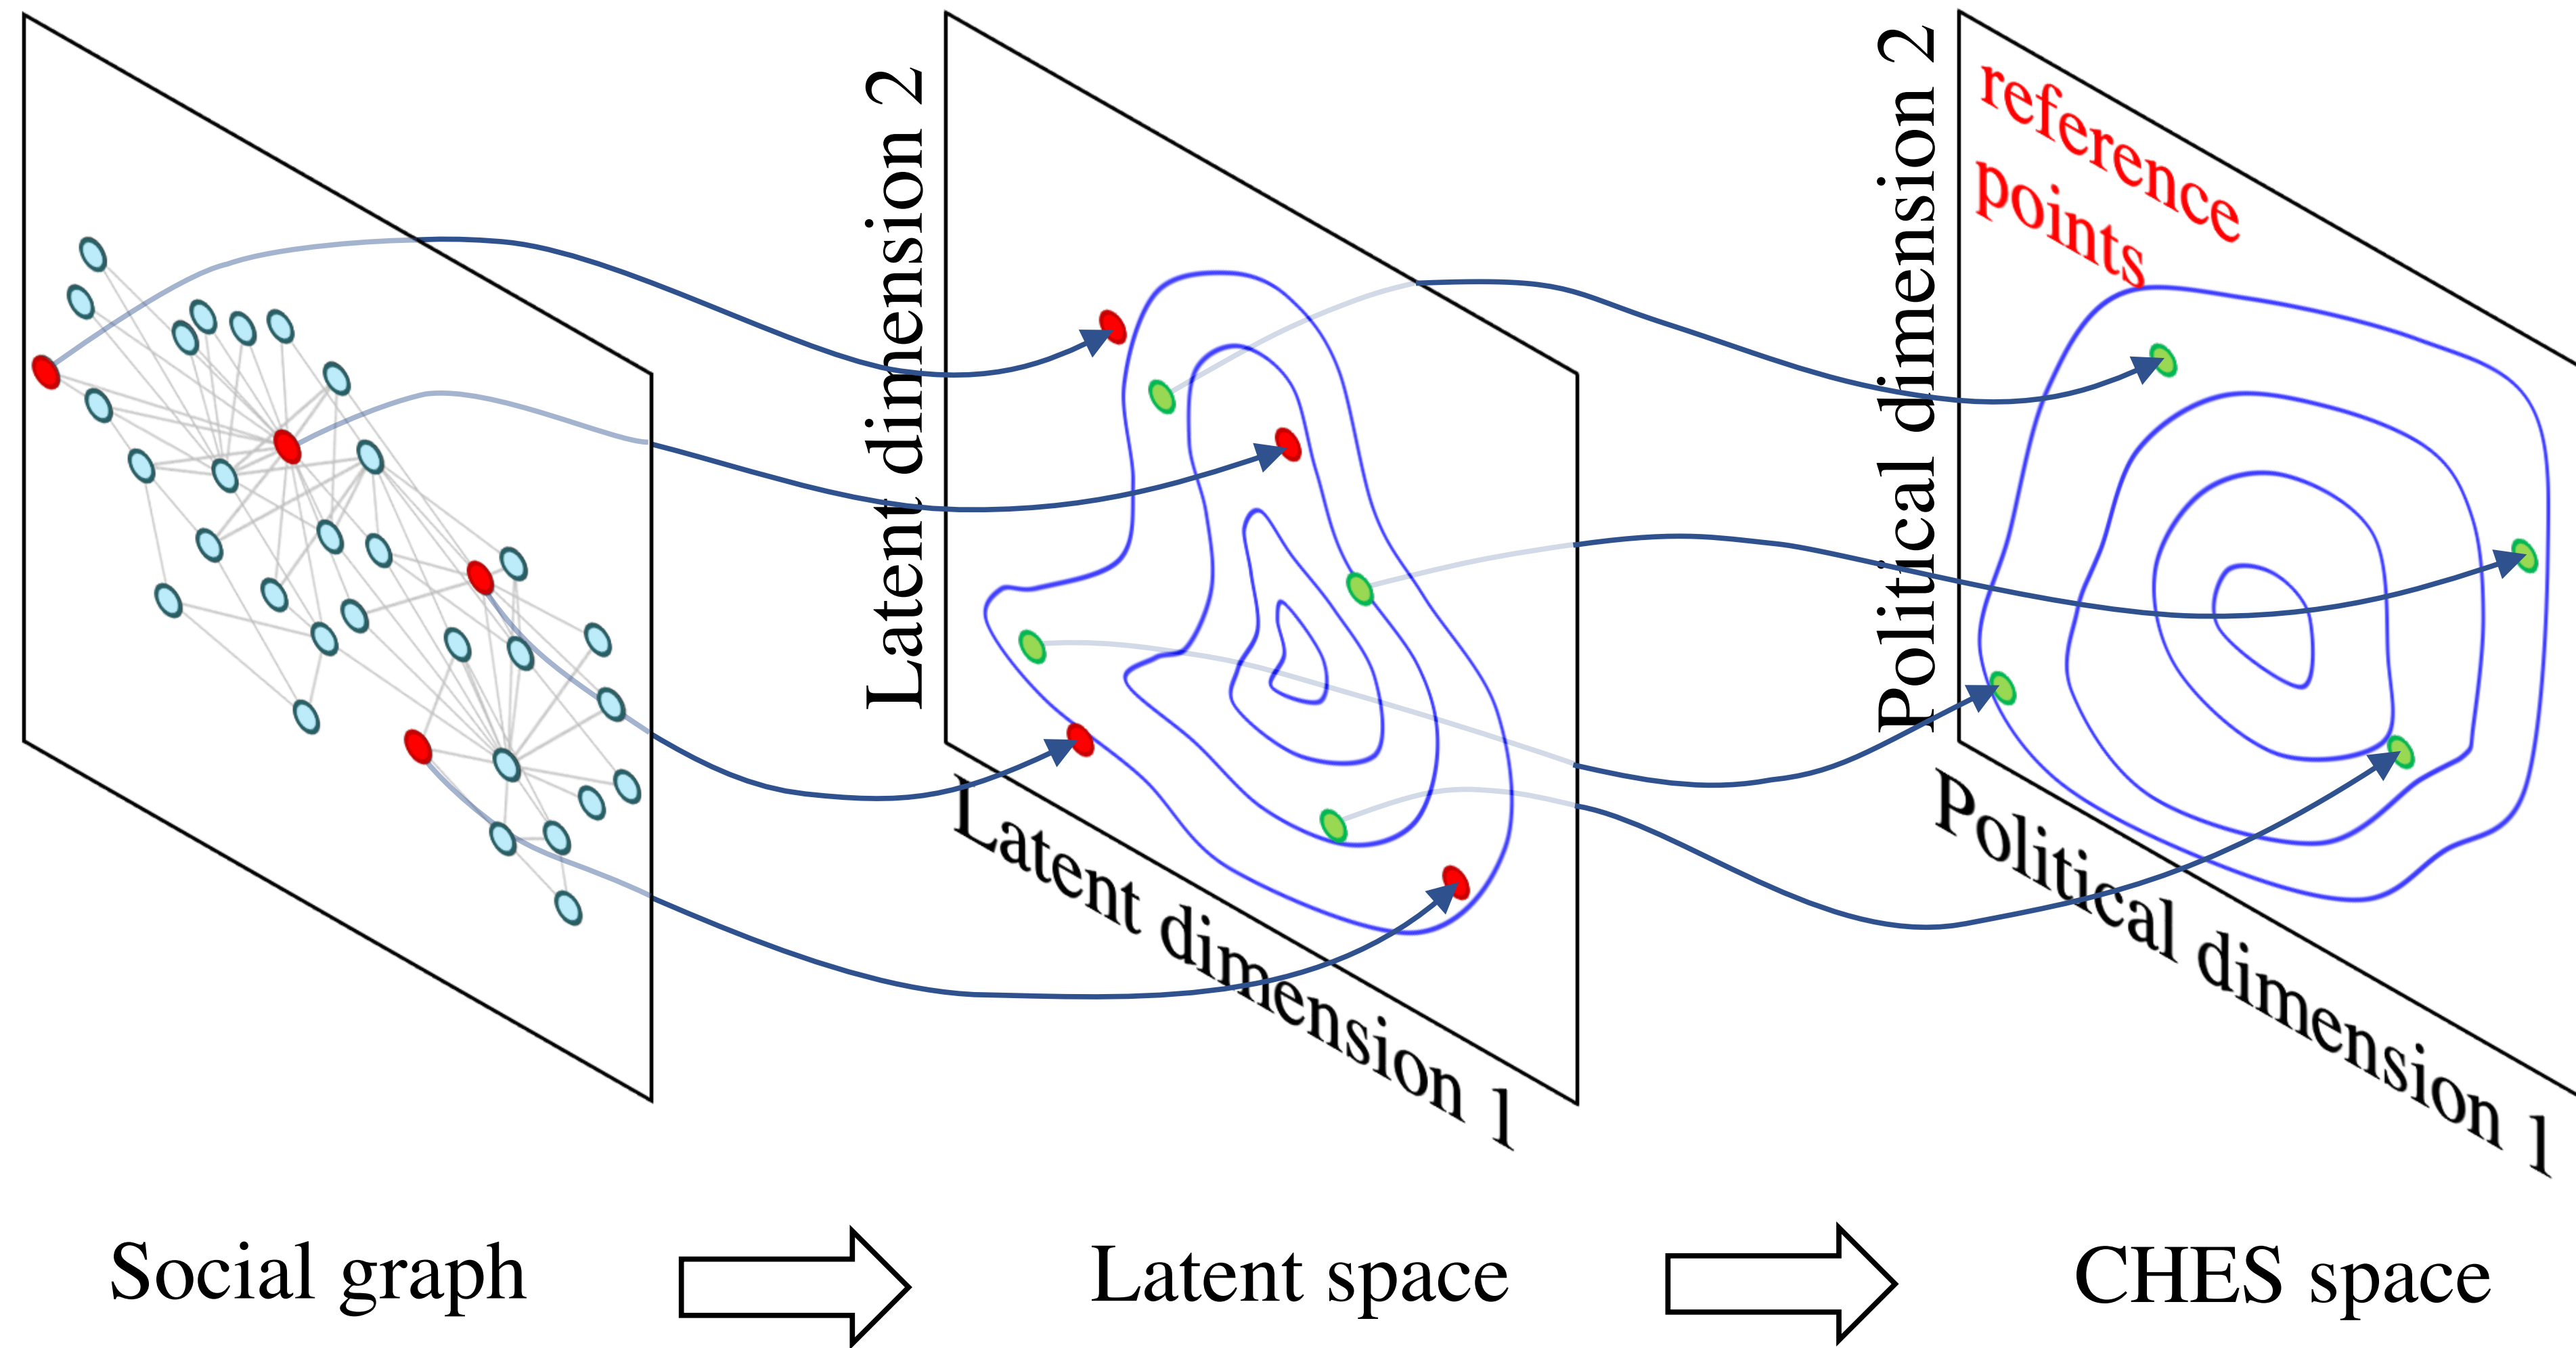 Latent dimension 2
Latent dimension 1
Political dimension 2
reference
points
Political dimension 1
Social graph
Latent space
CHES space